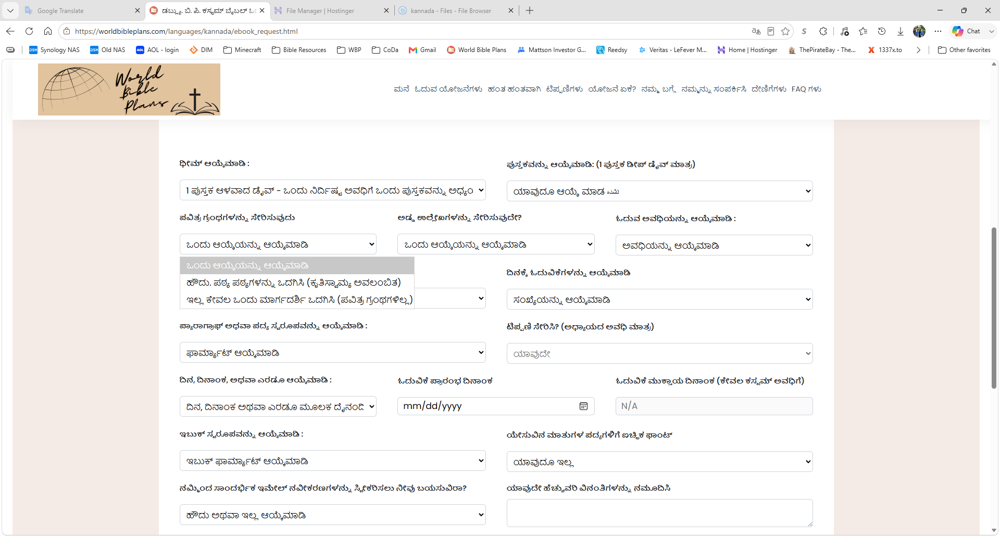 Google Translate
ಡಬ್ಲ್ಯು. ಬಿ. ಪಿ. ಕಸ್ಟಮ್ ಬೈಬಲ್ ಓದ
File Manager | Hostinger
kannada - Files - File Browser
https://worldbibleplans.com/languages/kannada/ebook_request.html
Chat
Synology NAS
Old NAS
AOL - login
DIM
Minecraft
Bible Resources
WBP
CoDa
Gmail
World Bible Plans
Mattson Investor G...
Reedsy
Veritas - LeFever M...
Home | Hostinger
ThePirateBay - The...
1337x.to
Other favorites
World
Bible
Plans
ಮನೆ ಓದುವ ಯೋಜನೆಗಳು ಹಂತ ಹಂತವಾಗಿ ಟಿಪ್ಪಣಿಗಳು ಯೋಜನೆ ಏಕೆ? ನಮ್ಮ ಬಗ್ಗೆ ನಮ್ಮನ್ನು ಸಂಪರ್ಕಿಸಿ ದೇಣಿಗೆಗಳು FAQ ಗಳು
ಥೀಮ್ ಆಯ್ಕೆಮಾಡಿ :
ಪುಸ್ತಕವನ್ನು ಆಯ್ಕೆಮಾಡಿ: (1 ಪುಸ್ತಕ ಡೀಪ್ ಡೈವ್ ಮಾತ್ರ)
1 ಪುಸ್ತಕ ಆಳವಾದ ಡೈವ್ - ಒಂದು ನಿರ್ದಿಷ್ಟ ಅವಧಿಗೆ ಒಂದು ಪುಸ್ತಕವನ್ನು ಅಧ್ಯಂ
ಯಾವುದೂ ಆಯ್ಕೆ ಮಾಡ
ಪವಿತ್ರ ಗ್ರಂಥಗಳನ್ನು ಸೇರಿಸುವುದು
ಅಡ್ಡ ಉಲ್ಲೇಖಗಳನ್ನು ಸೇರಿಸುವುದೇ?
ಓದುವ ಅವಧಿಯನ್ನು ಆಯ್ಕೆಮಾಡಿ :
ಒಂದು ಆಯ್ಕೆಯನ್ನು ಆಯ್ಕೆಮಾಡಿ
ಒಂದು ಆಯ್ಕೆಯನ್ನು ಆಯ್ಕೆಮಾಡಿ
ಅವಧಿಯನ್ನು ಆಯ್ಕೆಮಾಡಿ
ಒಂದು ಆಯ್ಕೆಯನ್ನು ಆಯ್ಕೆಮಾಡಿ
ಹೌದು. ಪಠ್ಯ ಪಠ್ಯಗಳನ್ನು ಒದಗಿಸಿ (ಕೃತಿಸ್ವಾಮ್ಯ ಅವಲಂಬಿತ)
ಇಲ್ಲ ಕೇವಲ ಒಂದು ಮಾರ್ಗದರ್ಶಿ ಒದಗಿಸಿ (ಪವಿತ್ರ ಗ್ರಂಥಗಳಿಲ್ಲ)
ದಿನಕ್ಕೆ ಓದುವಿಕೆಗಳನ್ನು ಆಯ್ಕೆಮಾಡಿ
ಸಂಖ್ಯೆಯನ್ನು ಆಯ್ಕೆಮಾಡಿ
ಪ್ಯಾರಾಗ್ರಾಫ್ ಅಥವಾ ಪದ್ಯ ಸ್ವರೂಪವನ್ನು ಆಯ್ಕೆಮಾಡಿ :
ಟಿಪ್ಪಣಿ ಸೇರಿಸಿ? (ಅಧ್ಯಾಯದ ಅವಧಿ ಮಾತ್ರ)
ಫಾರ್ಮ್ಯಾಟ್ ಆಯ್ಕೆಮಾಡಿ
ಯಾವುದೇ
ದಿನ, ದಿನಾಂಕ, ಅಥವಾ ಎರಡೂ ಆಯ್ಕೆಮಾಡಿ :
ಓದುವಿಕೆ ಪ್ರಾರಂಭ ದಿನಾಂಕ
ಓದುವಿಕೆ ಮುಕ್ತಾಯ ದಿನಾಂಕ (ಕೇವಲ ಕಸ್ಟಮ್ ಅವಧಿಗೆ)
ದಿನ, ದಿನಾಂಕ ಅಥವಾ ಎರಡೂ ಮೂಲಕ ದೈನಂದಿ
mm/dd/yyyy
N/A
ಇಬುಕ್ ಸ್ವರೂಪವನ್ನು ಆಯ್ಕೆಮಾಡಿ :
ಯೇಸುವಿನ ಮಾತುಗಳ ಪದ್ಯಗಳಿಗೆ ಐಚ್ಛಿಕ ಫಾಂಟ್
ಇಬುಕ್ ಫಾರ್ಮ್ಯಾಟ್ ಆಯ್ಕೆಮಾಡಿ
ಯಾವುದೂ ಇಲ್ಲ
ನಮ್ಮಿಂದ ಸಾಂದರ್ಭಿಕ ಇಮೇಲ್ ನವೀಕರಣಗಳನ್ನು ಸ್ವೀಕರಿಸಲು ನೀವು ಬಯಸುವಿರಾ?
ಯಾವುದೇ ಹೆಚ್ಚುವರಿ ವಿನಂತಿಗಳನ್ನು ನಮೂದಿಸಿ
ಹೌದು ಅಥವಾ ಇಲ್ಲ ಆಯ್ಕೆಮಾಡಿ